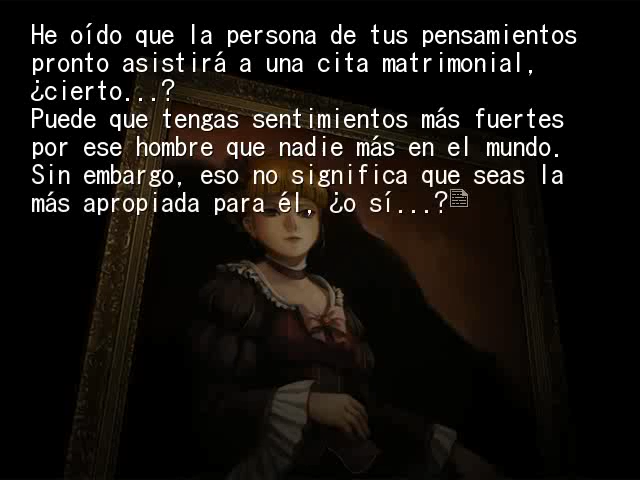 He oído que la persona de tus pensamientos
pronto asistirá a una cita matrimonial,
¿cierto...?
Puede que tengas sentimientos más fuertes
por ese hombre que nadie más en el mundo.
Sin embargo, eso no significa que seas la
más apropiada para él, ¿o sí...?